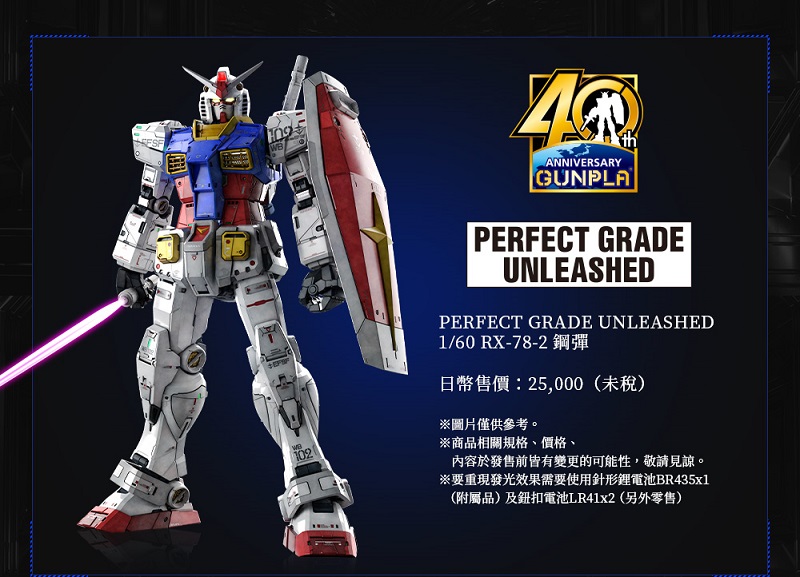 40th
ANNIVERSARY
GUNPLA
PERFECT GRADE
UNLEASHED
PERFECT GRADE UNLEASHED
1/60 RX-78-2 鋼彈
日幣售價：25,000（未稅）
※圖片僅供參考。
※商品相關規格、價格、
內容於發售前皆有變更的可能性，敬請見諒。
※要重現發光效果需要使用針形鋰電池BR435x1
（附屬品）及鈕扣電池LR41x2（另外零售）
EFSF
102
WB
WB
102